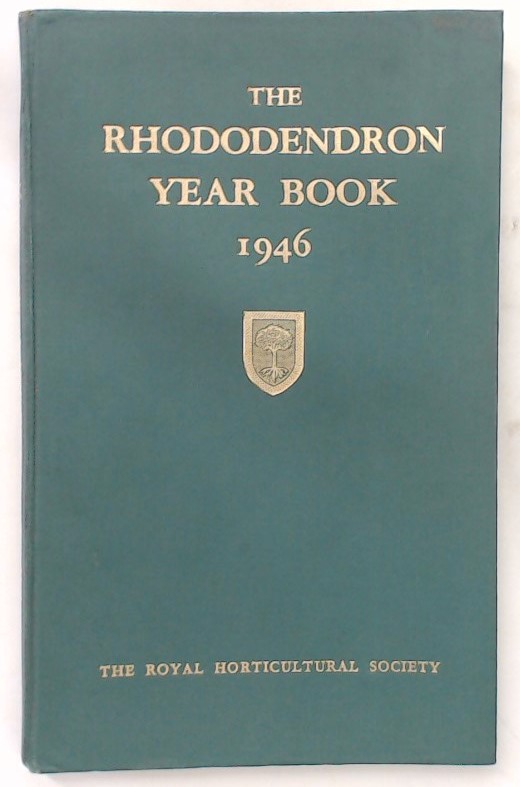 THE
RHODODENDRON
YEAR BOOK
1946
THE ROYAL HORTICULTURAL SOCIETY